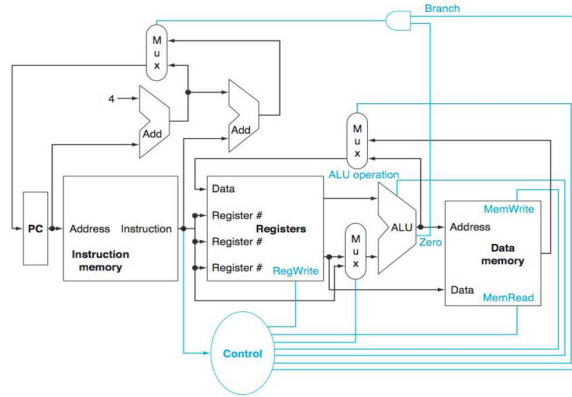 Branch
M
u
x
4
Add
Add
M
u
x
ALU operation
Data
PC
Address Instruction
Register #
Registers
Register #
Register #
RegWrite
Instruction
memory
M
u
x
ALU
Zero
MemWrite
Address
Data
memory
Data
MemRead
Control